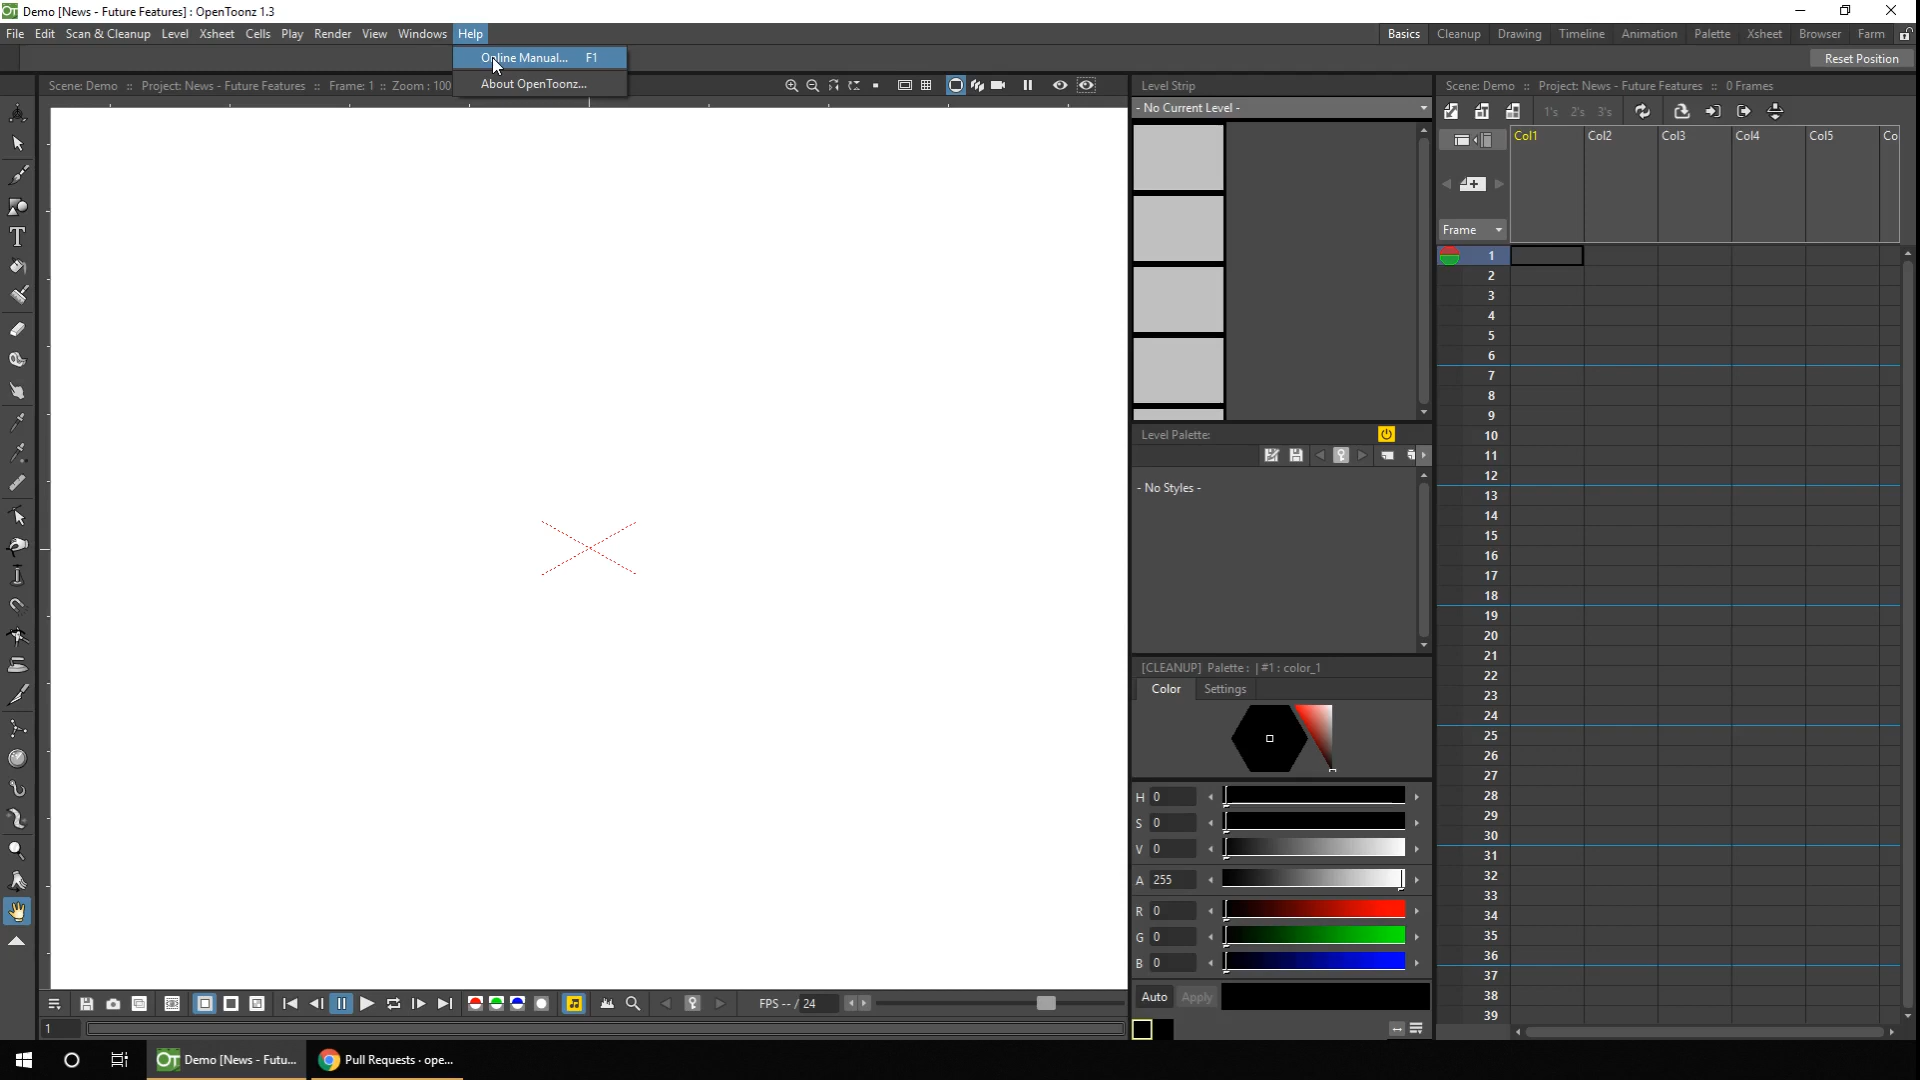 Demo [News - Future Features] : OpenToonz 1.3
File Edit Scan & Cleanup Level Xsheet Cells Play Render View Windows Help
Basics Cleanup Drawing Timeline Animation Palette Xsheet Browser Farm
Online Manual... F1
About OpenToonz...
Reset Position
Scene: Demo :: Project: News - Future Features :: Frame: 1 :: Zoom : 100
Level Strip
- No Current Level -
Level Palette:
- No Styles -
[CLEANUP] Palette : | #1 : color_1
Color Settings
H 0
S 0
V 0
A 255
R 0
G 0
B 0
Auto Apply
Scene: Demo :: Project: News - Future Features :: 0 Frames
1's 2's 3's
Col1 Col2 Col3 Col4 Col5 Co
Frame
1
2
3
4
5
6
7
8
9
10
11
12
13
14
15
16
17
18
19
20
21
22
23
24
25
26
27
28
29
30
31
32
33
34
35
36
37
38
39
FPS -- / 24
1
OT Demo [News - Futu... Pull Requests · ope...